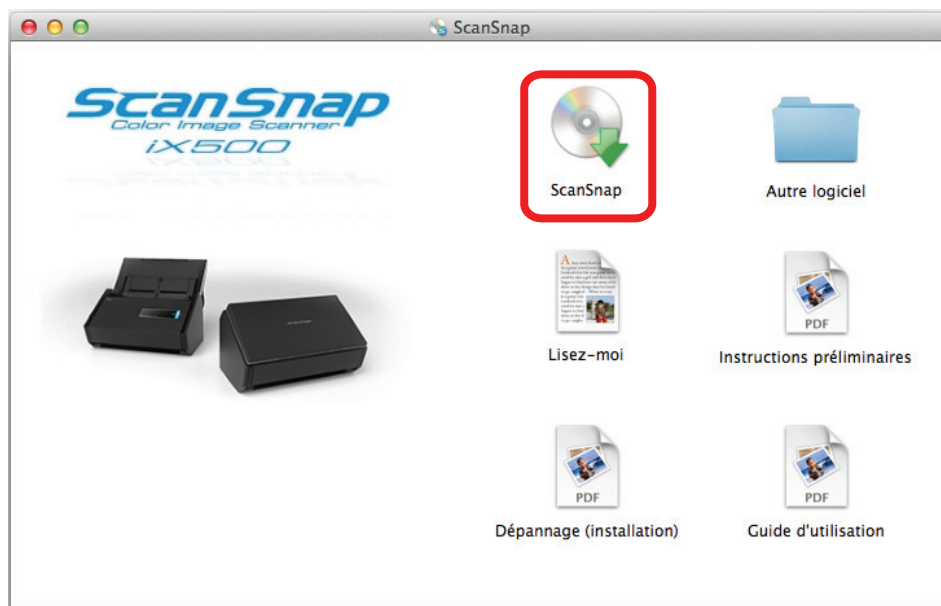 ScanSnap
ScanSnap
Color Image Scanner
iX500
ScanSnap
Autre logiciel
Lisez-moi
PDF
Instructions préliminaires
PDF
PDF
Dépannage (installation)
Guide d'utilisation